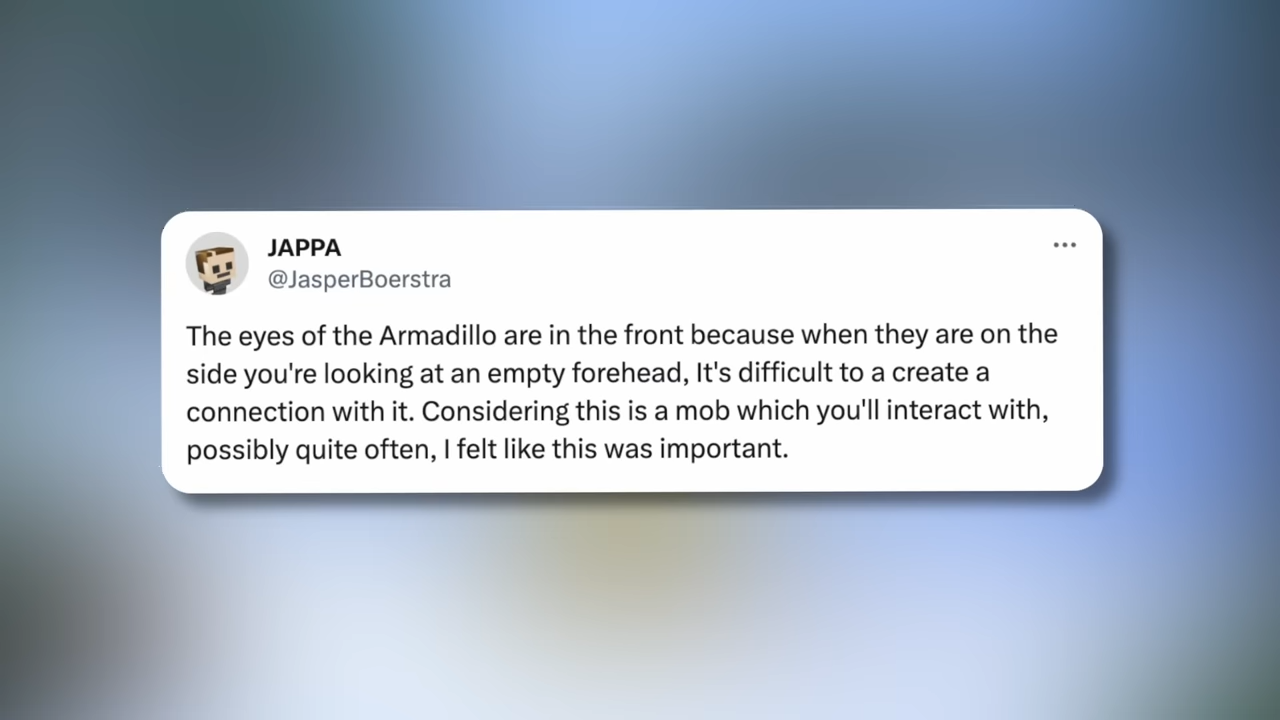 JAPPA
@JasperBoerstra
The eyes of the Armadillo are in the front because when they are on the
side you're looking at an empty forehead, It's difficult to a create a
connection with it. Considering this is a mob which you'll interact with,
possibly quite often, I felt like this was important.